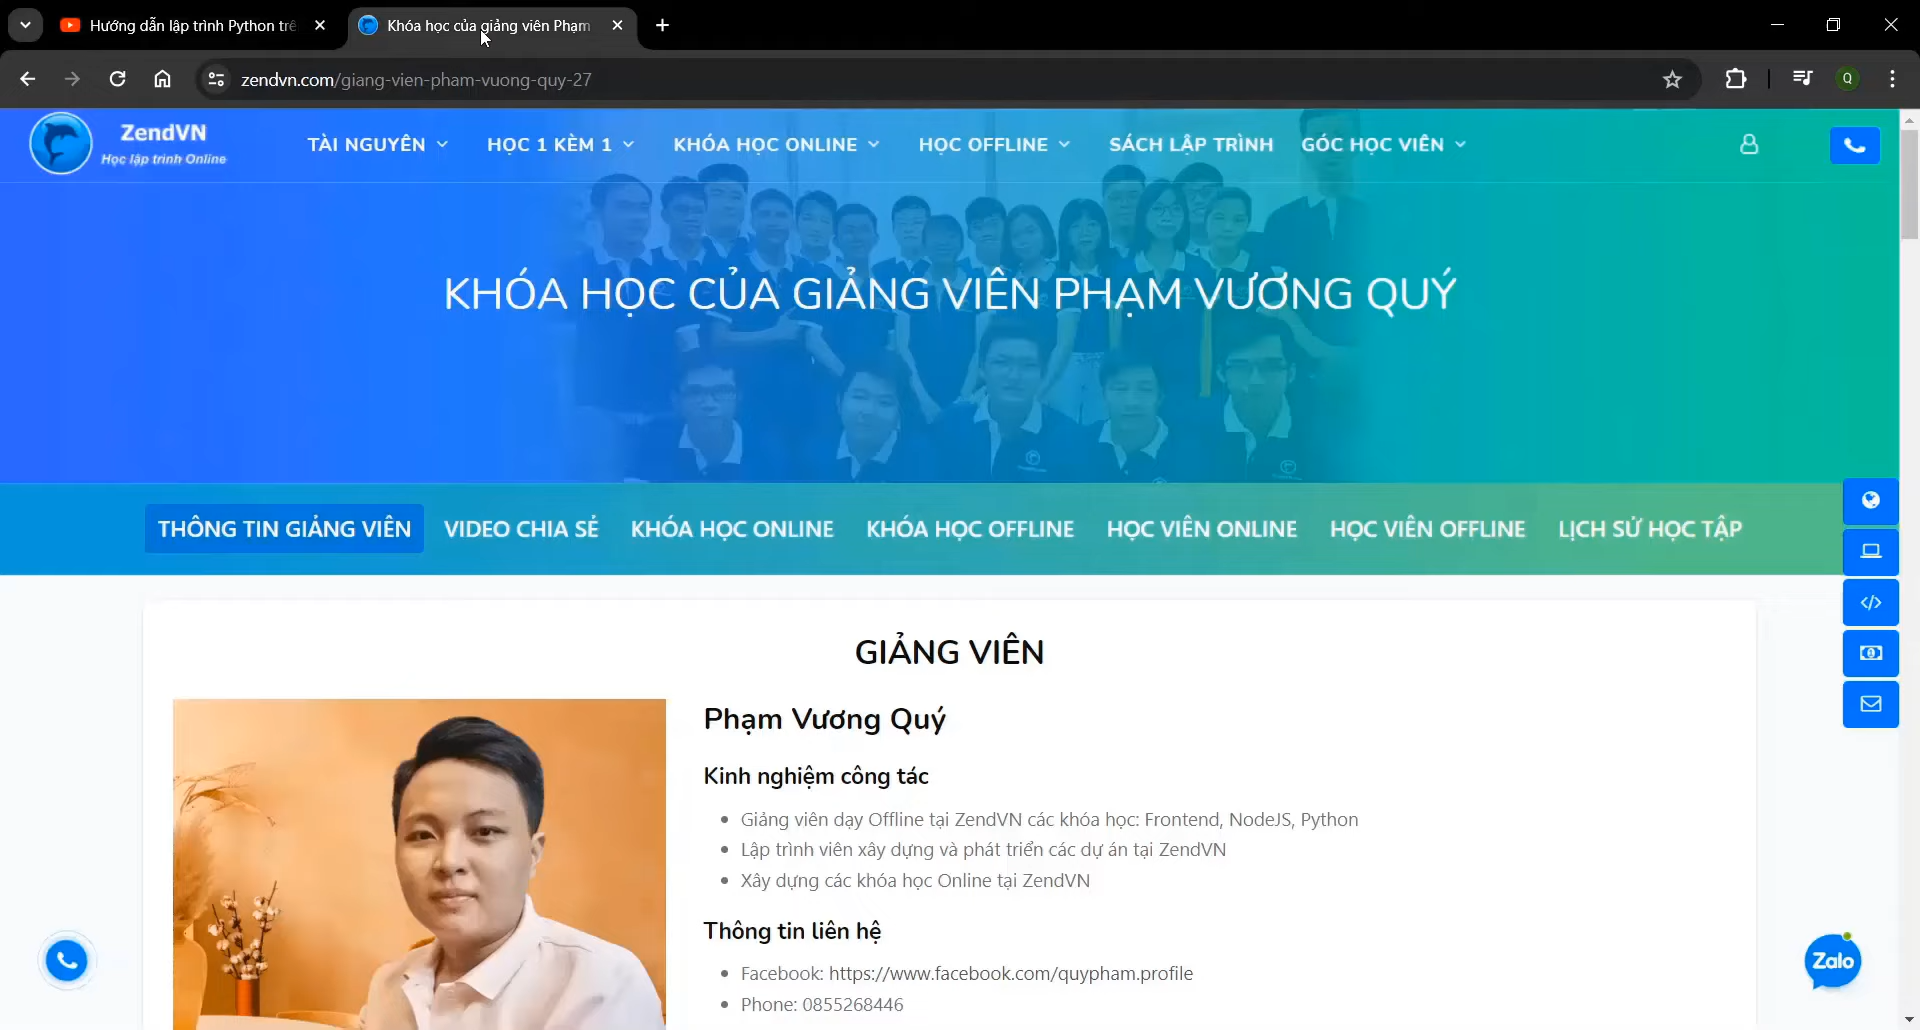 Hướng dẫn lập trình Python trê
Khóa học của giảng viên Phạm
zendvn.com/giang-vien-pham-vuong-quy-27
Q
ZendVN
Học lập trình Online
TÀI NGUYÊN
HỌC 1 KÈM 1
KHÓA HỌC ONLINE
HỌC OFFLINE
SÁCH LẬP TRÌNH
GÓC HỌC VIÊN
KHÓA HỌC CỦA GIẢNG VIÊN PHẠM VƯƠNG QUÝ
THÔNG TIN GIẢNG VIÊN
VIDEO CHIA SẺ
KHÓA HỌC ONLINE
KHÓA HỌC OFFLINE
HỌC VIÊN ONLINE
HỌC VIÊN OFFLINE
LỊCH SỬ HỌC TẬP
GIẢNG VIÊN
Phạm Vương Quý
Kinh nghiệm công tác
Giảng viên dạy Offline tại ZendVN các khóa học: Frontend, NodeJS, Python
Lập trình viên xây dựng và phát triển các dự án tại ZendVN
Xây dựng các khóa học Online tại ZendVN
Thông tin liên hệ
Facebook: https://www.facebook.com/quypham.profile
Phone: 0855268446
Zalo